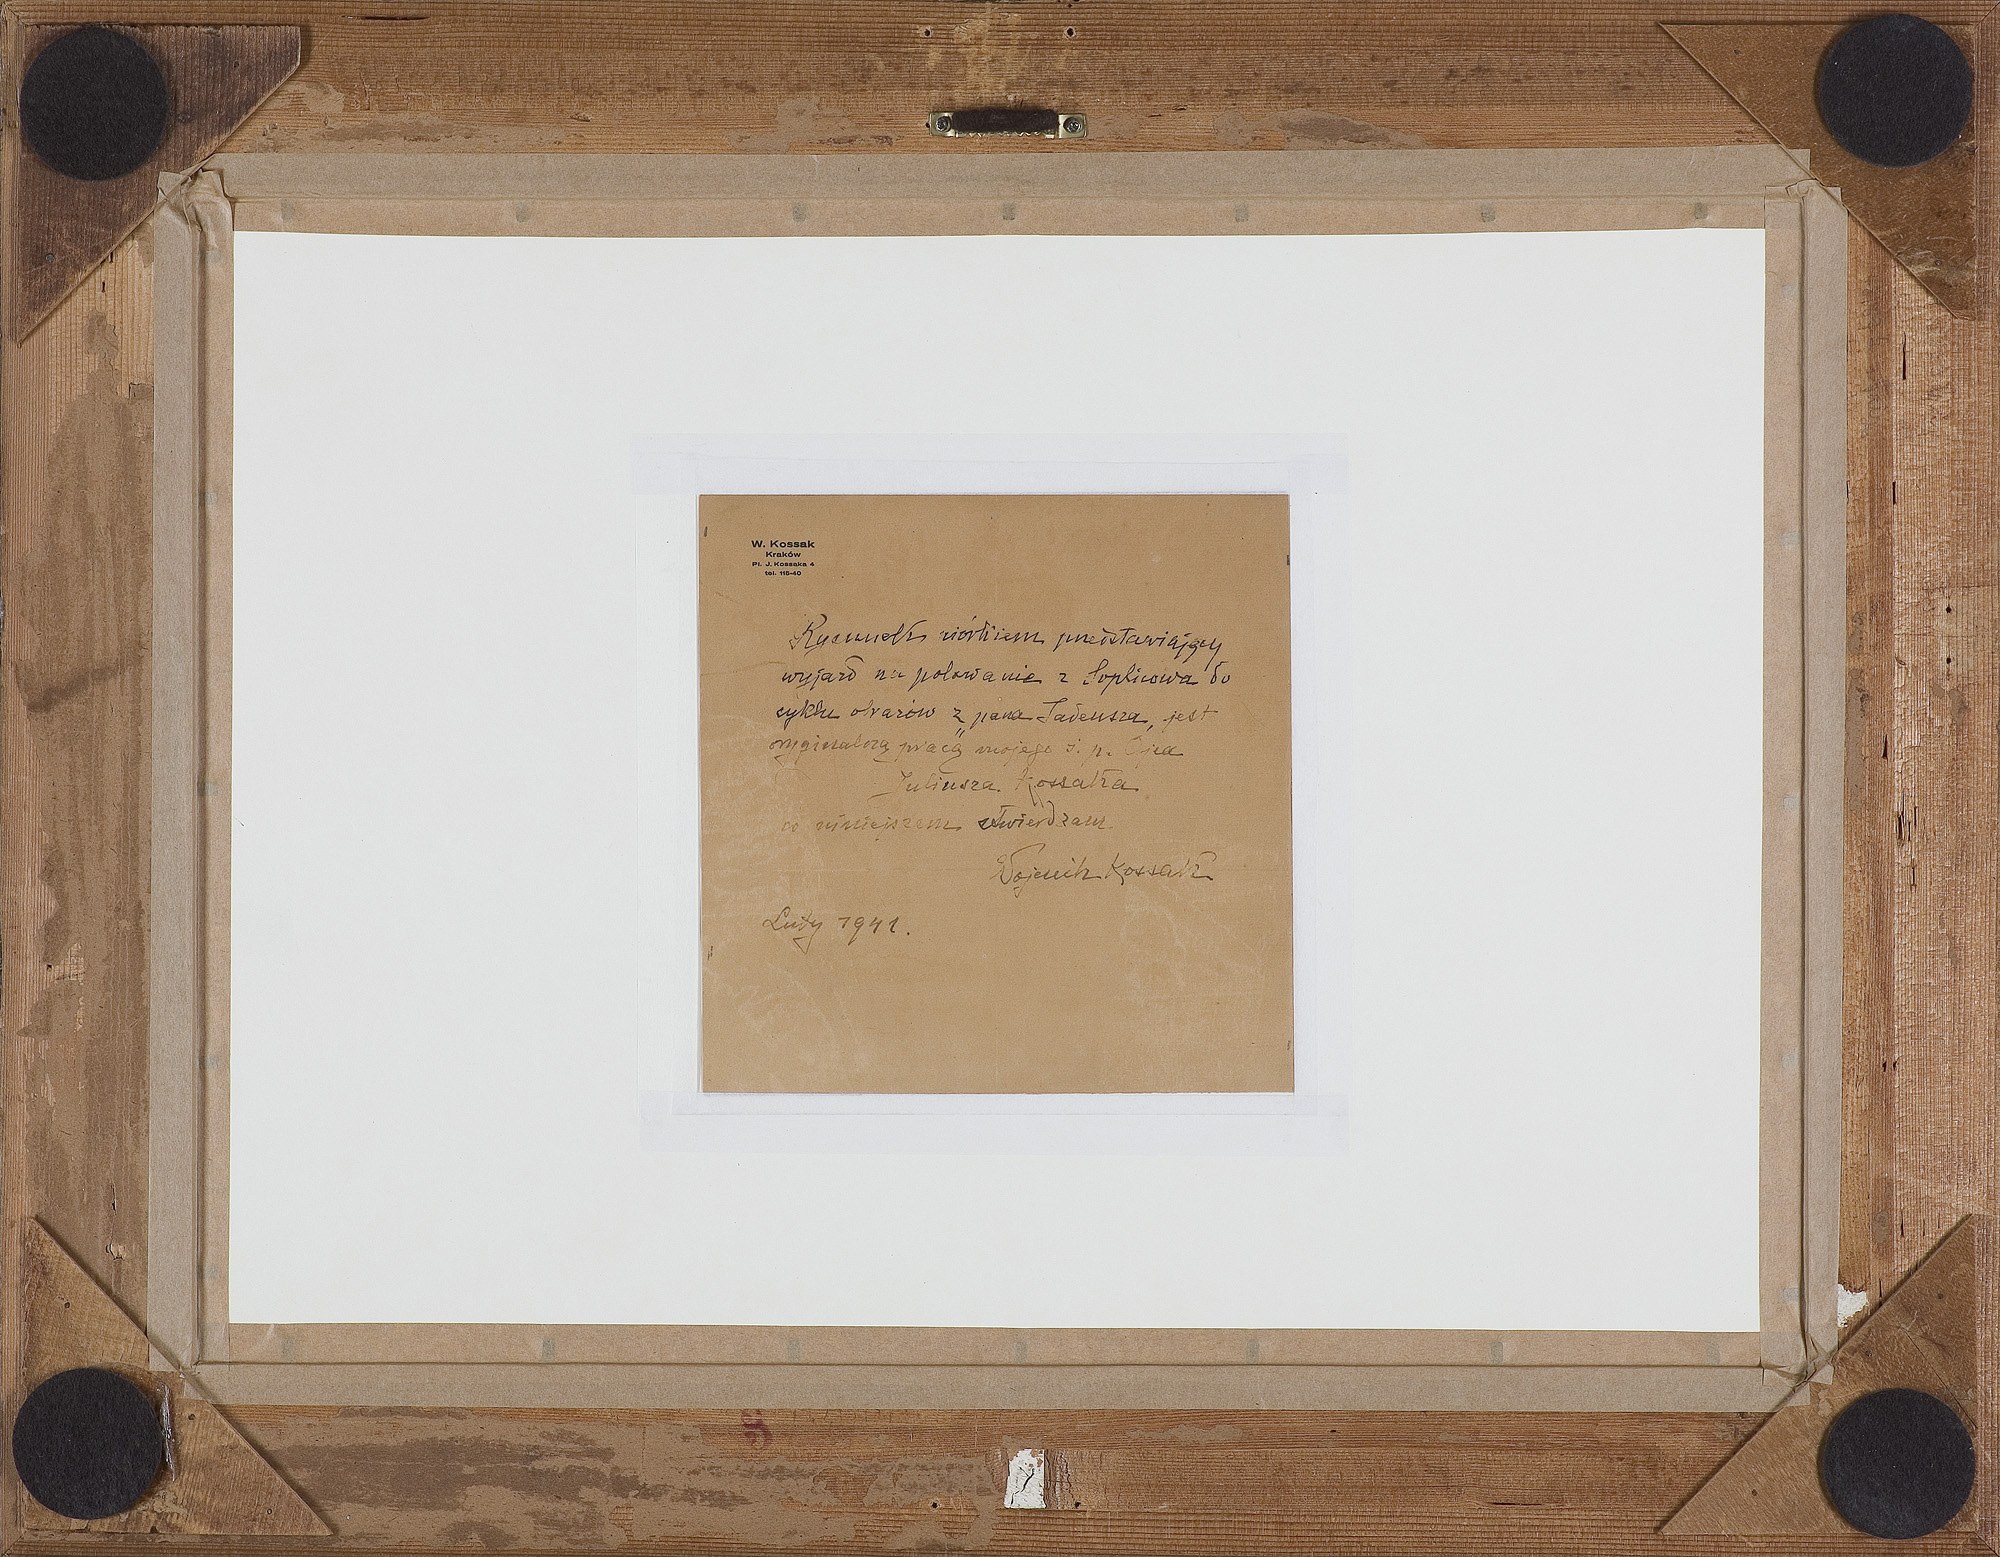 W. Kossak
Kraków
Pl. J. Kossaka 4
tel. 115-40
Rysunek piórkiem przedstawiający
wyjazd na polowanie z Soplicowa do
cyklu obrazów z „pana Tadeusza„ jest
oryginalną pracą mojego ś. p. Ojca
Juliusza Kossaka
co niniejszem stwierdzam.
Wojciech Kossak
Luty 1941.